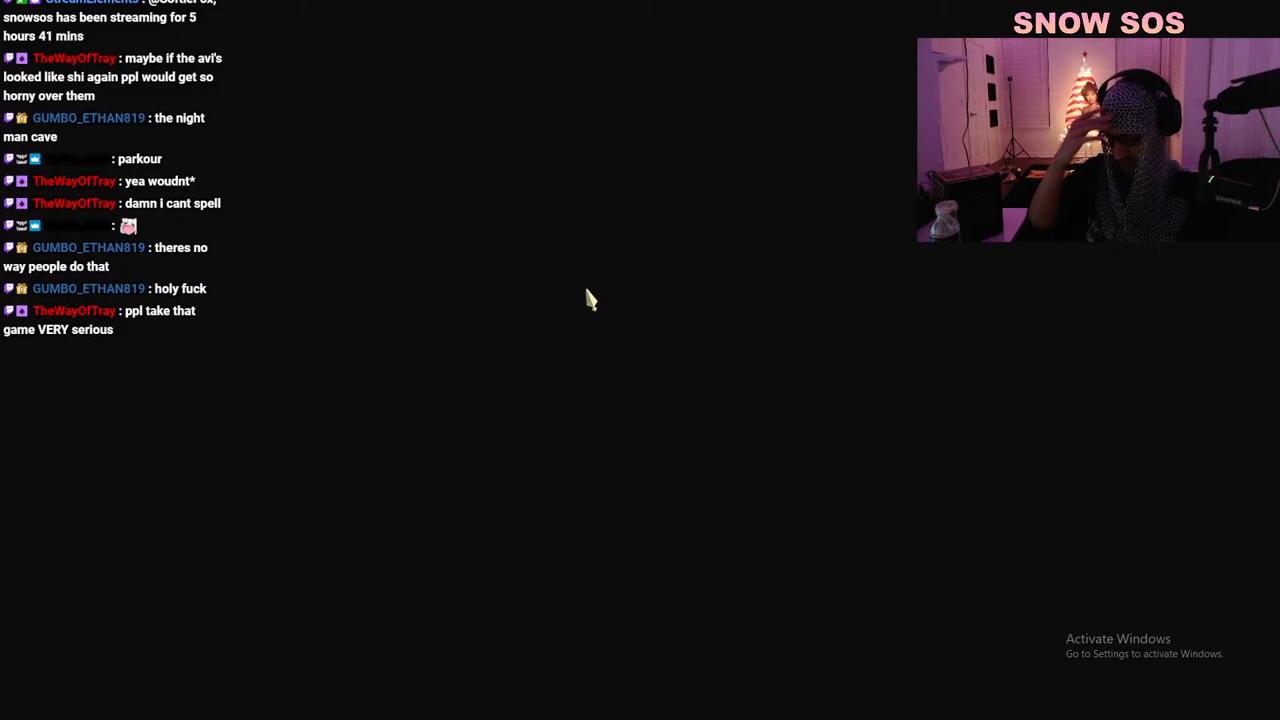 StreamElements : @SoftieFox,
snowsos has been streaming for 5
hours 41 mins
TheWayOfTray : maybe if the avi's
looked like shi again ppl would get so
horny over them
GUMBO_ETHAN819 : the night
man cave
: parkour
TheWayOfTray : yea woudnt*
TheWayOfTray : damn i cant spell
:
GUMBO_ETHAN819 : theres no
way people do that
GUMBO_ETHAN819 : holy fuck
TheWayOfTray : ppl take that
game VERY serious
SNOW SOS
Activate Windows
Go to Settings to activate Windows.